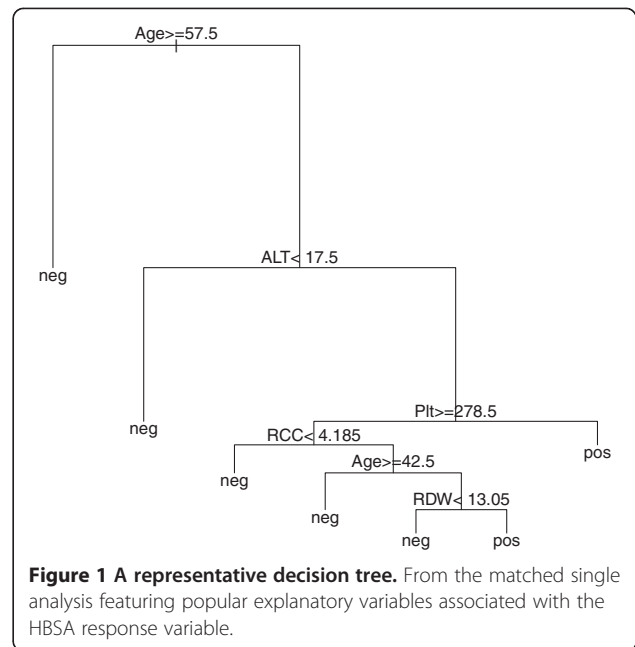 Age>=57.5
neg
ALT< 17.5
neg
Plt>=278.5
RCC< 4.185
pos
neg
Age>=42.5
neg
RDW< 13.05
neg
pos
Figure 1 A representative decision tree. From the matched single
analysis featuring popular explanatory variables associated with the
HBSA response variable.